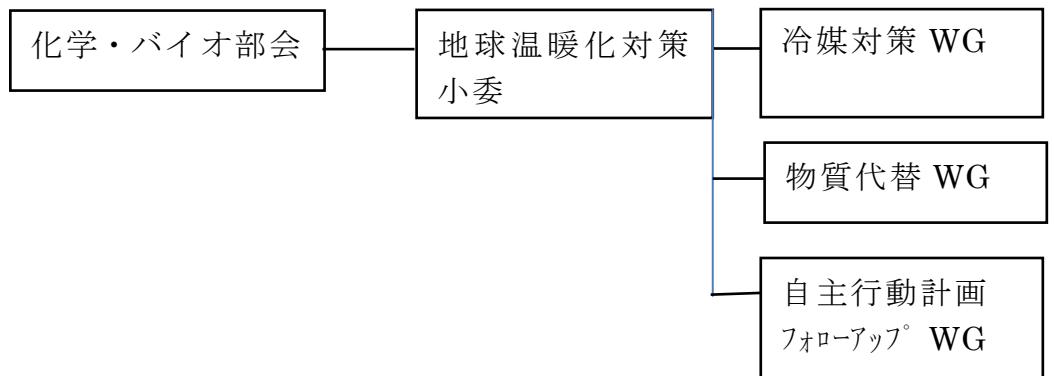 化学・バイオ部会
地球温暖化対策
小委
冷媒対策 WG
物質代替 WG
自主行動計画
ﾌｫﾛｰｱｯﾌﾟ WG